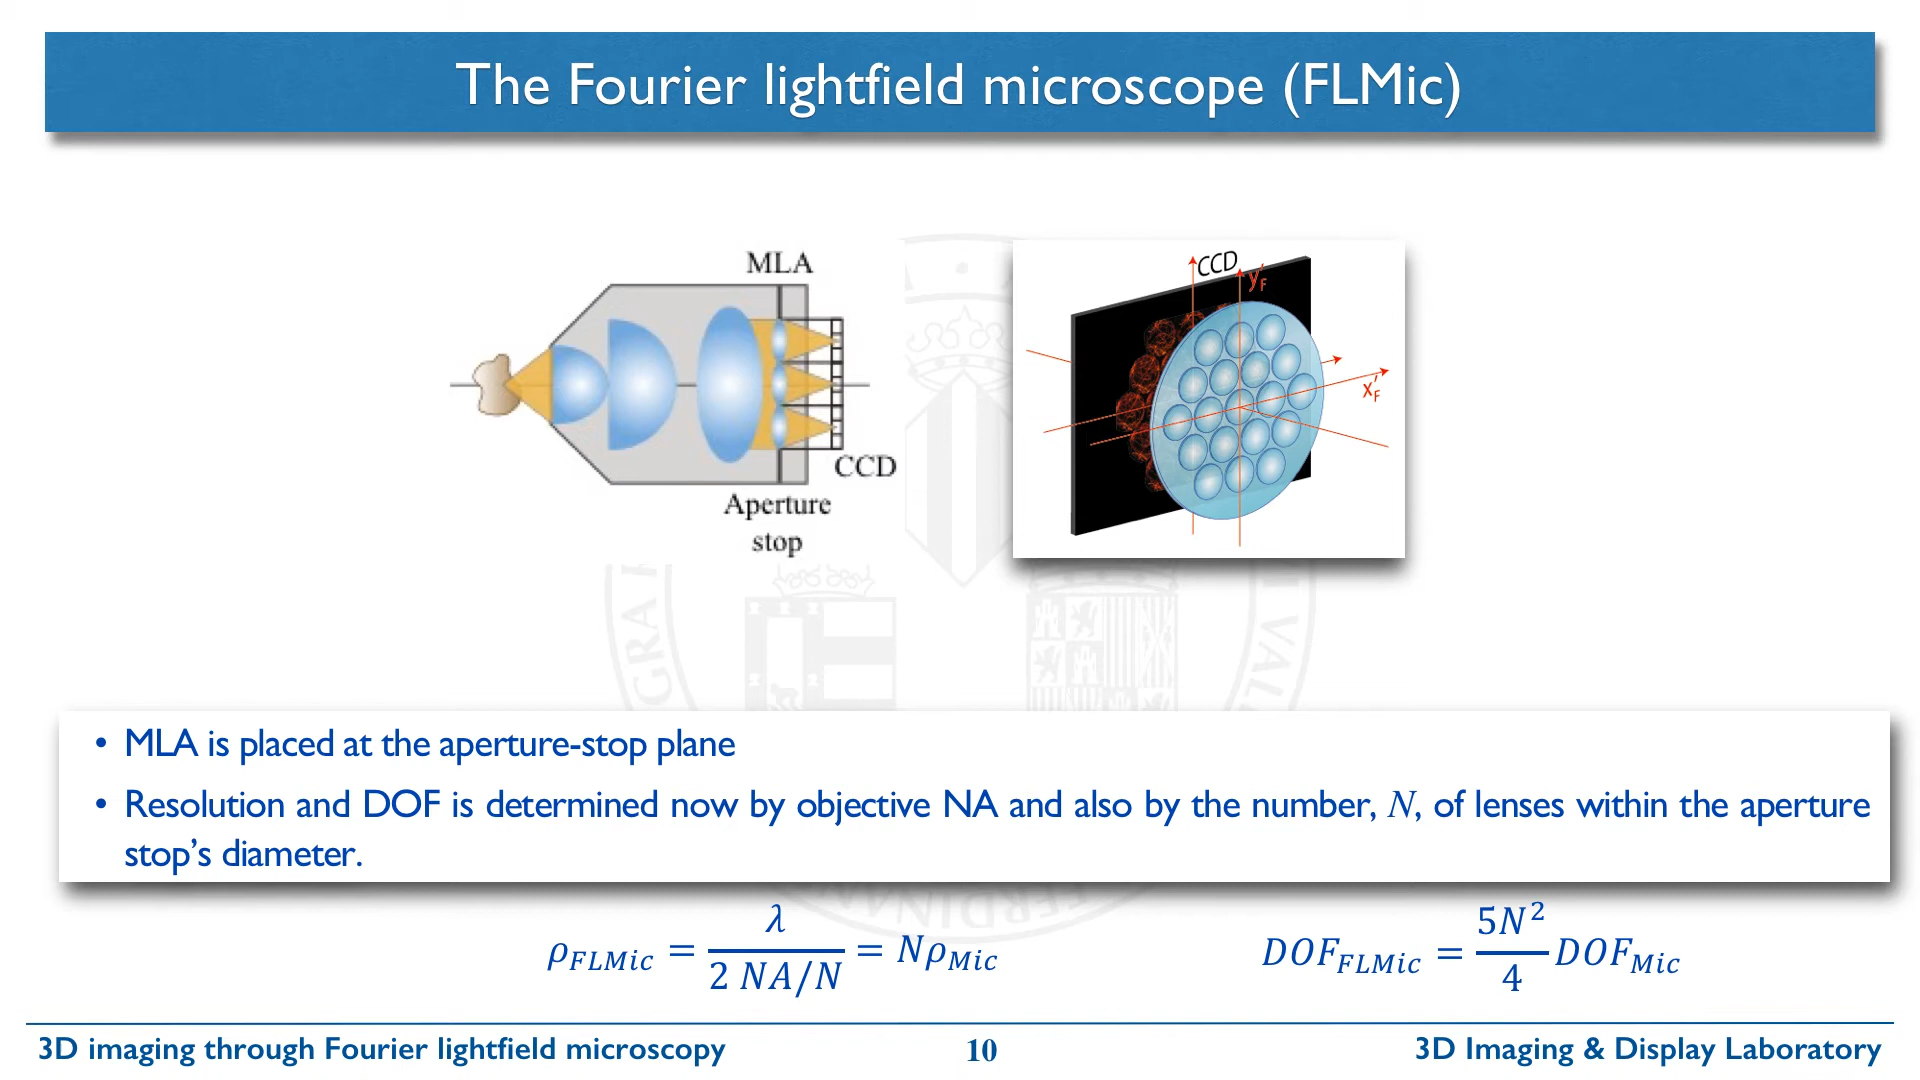 The Fourier lightfield microscope (FLMic)
MLA
CCD
Aperture
stop
CCD
y'F
x'F
• MLA is placed at the aperture-stop plane
• Resolution and DOF is determined now by objective NA and also by the number, N, of lenses within the aperture
stop's diameter.
ρFLMic = λ / (2 NA/N) = NρMic
DOFFLMic = 5N² / 4 DOFMic
3D imaging through Fourier lightfield microscopy
10
3D Imaging & Display Laboratory